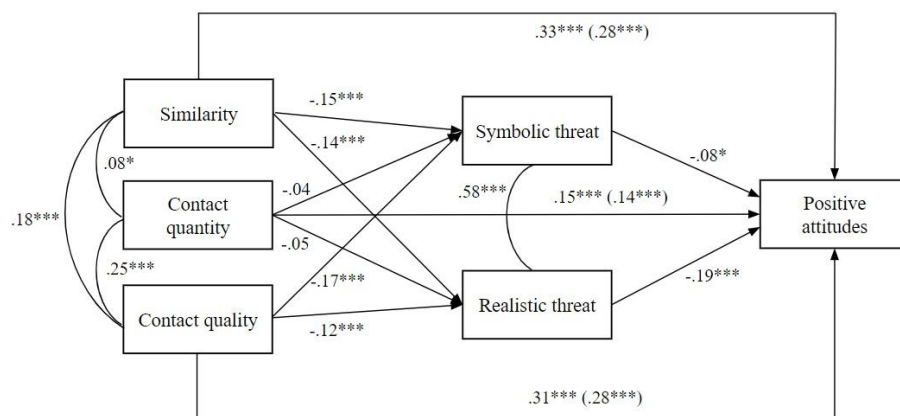 .33*** (.28***)
Similarity
-.15***
-.14***
Symbolic threat
-.08*
.08*
-.04
.58***
.15*** (.14***)
Contact
quantity
Positive
attitudes
.18***
-.05
.25***
-.17***
-.19***
Contact quality
Realistic threat
-.12***
.31*** (.28***)